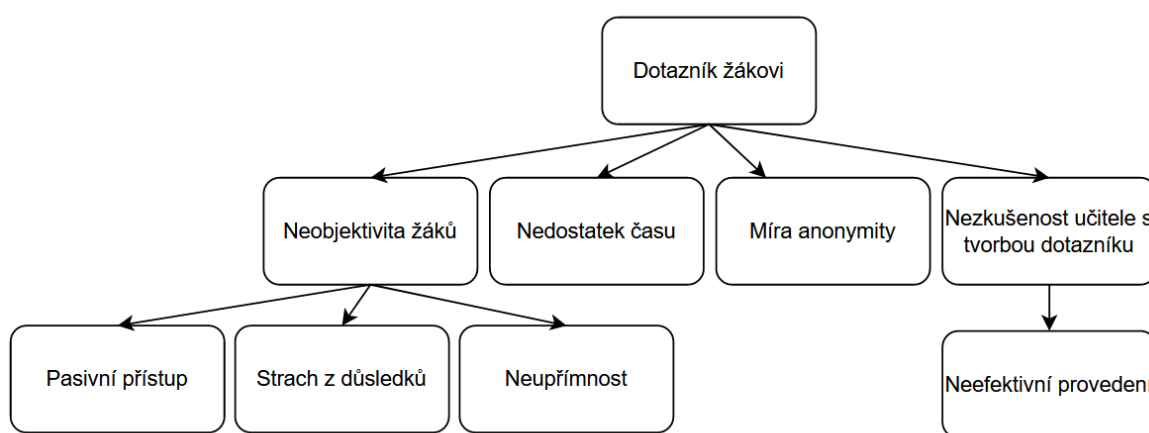 Dotazník žákovi
Neobjektivita žáků
Nedostatek času
Míra anonymity
Nezkušenost učitele s
tvorbou dotazníku
Pasivní přístup
Strach z důsledků
Neupřímnost
Neefektivní provedení